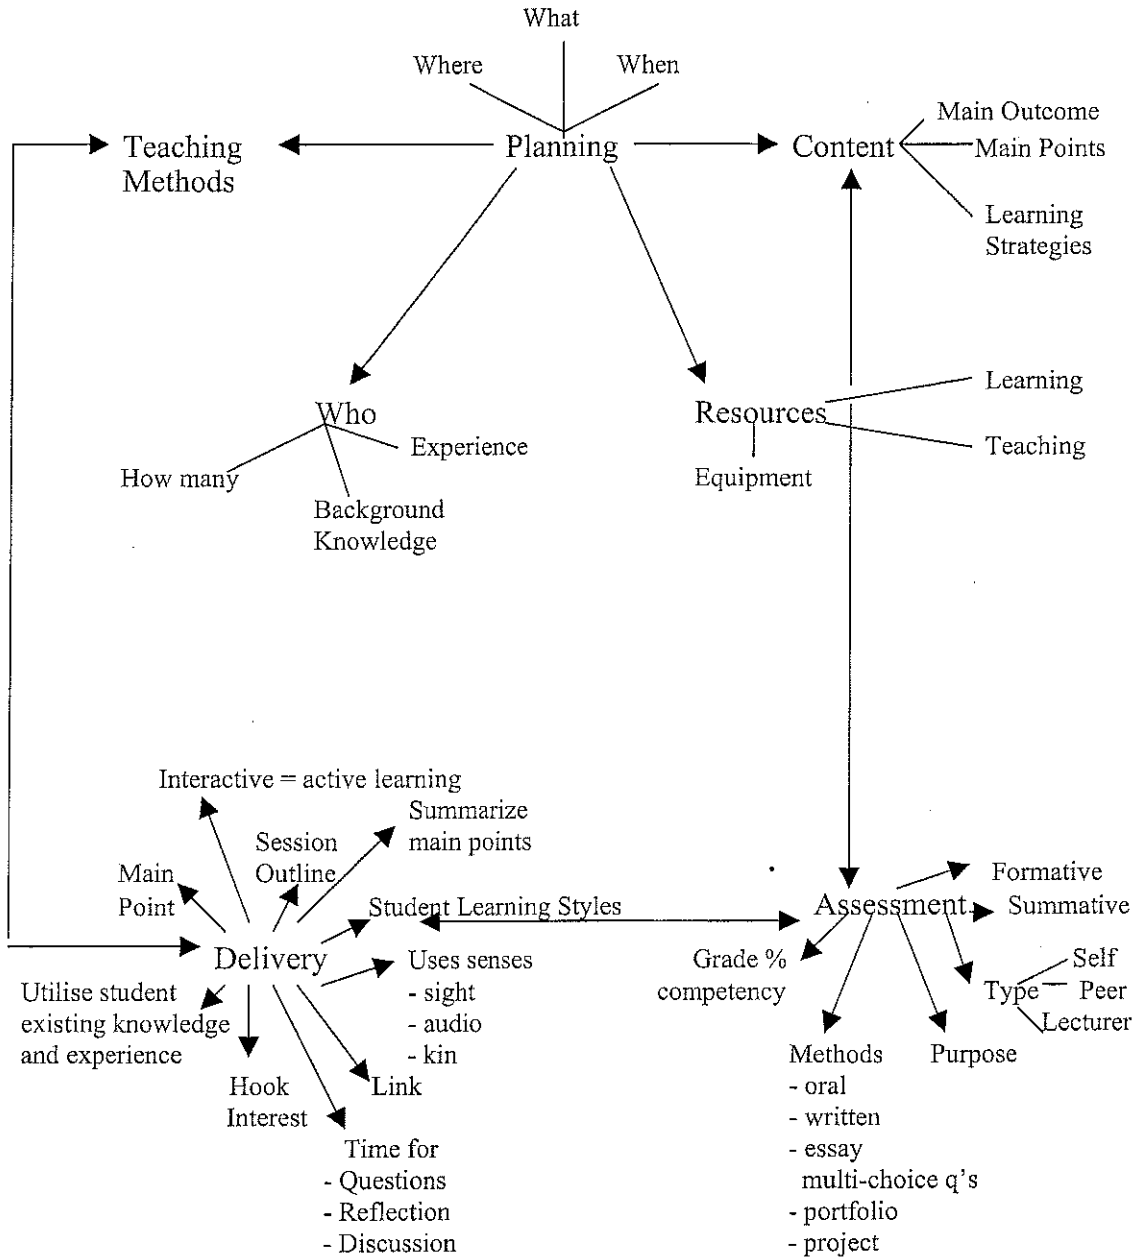 What
Where
When
Teaching
Methods
Planning
Content
Main Outcome
Main Points
Learning
Strategies
Who
How many
Experience
Background
Knowledge
Resources
Learning
Teaching
Equipment
Interactive = active learning
Summarize
main points
Session
Outline
Main
Point
Student Learning Styles
Delivery
Uses senses
- sight
- audio
- kin
Utilise student
existing knowledge
and experience
Hook
Interest
Link
Time for
- Questions
- Reflection
- Discussion
Assessment
Formative
Summative
Grade %
competency
Type
Self
Peer
Lecturer
Methods
- oral
- written
- essay
multi-choice q's
- portfolio
- project
Purpose